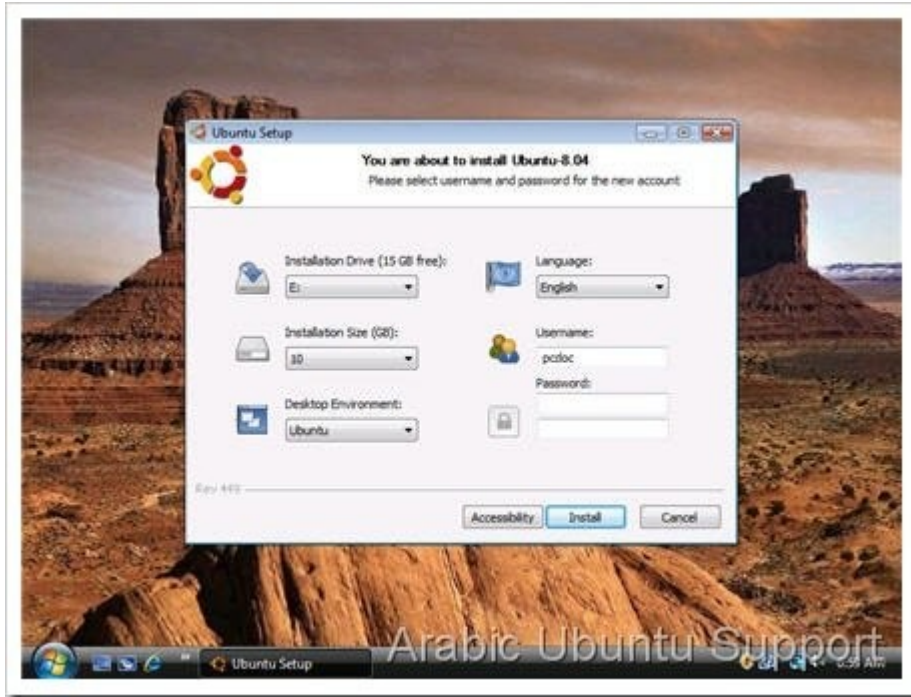 Ubuntu Setup
You are about to install Ubuntu-8.04
Please select username and password for the new account
Installation Drive (15 GB free):
E:
Installation Size (GB):
10
Desktop Environment:
Ubuntu
Language:
English
Username:
pcdoc
Password:
Rev 449
Accessibility
Install
Cancel
Arabic Ubuntu Support
Ubuntu Setup